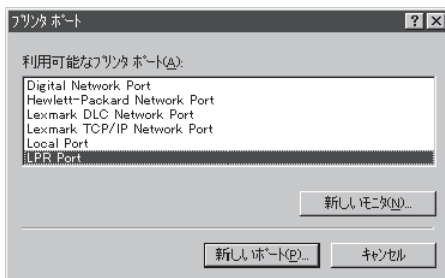 プリンタ ポート
利用可能なプリンタ ポート(A):
Digital Network Port
Hewlett-Packard Network Port
Lexmark DLC Network Port
Lexmark TCP/IP Network Port
Local Port
LPR Port
新しいモニタ(N)...
新しいポート(P)...
キャンセル